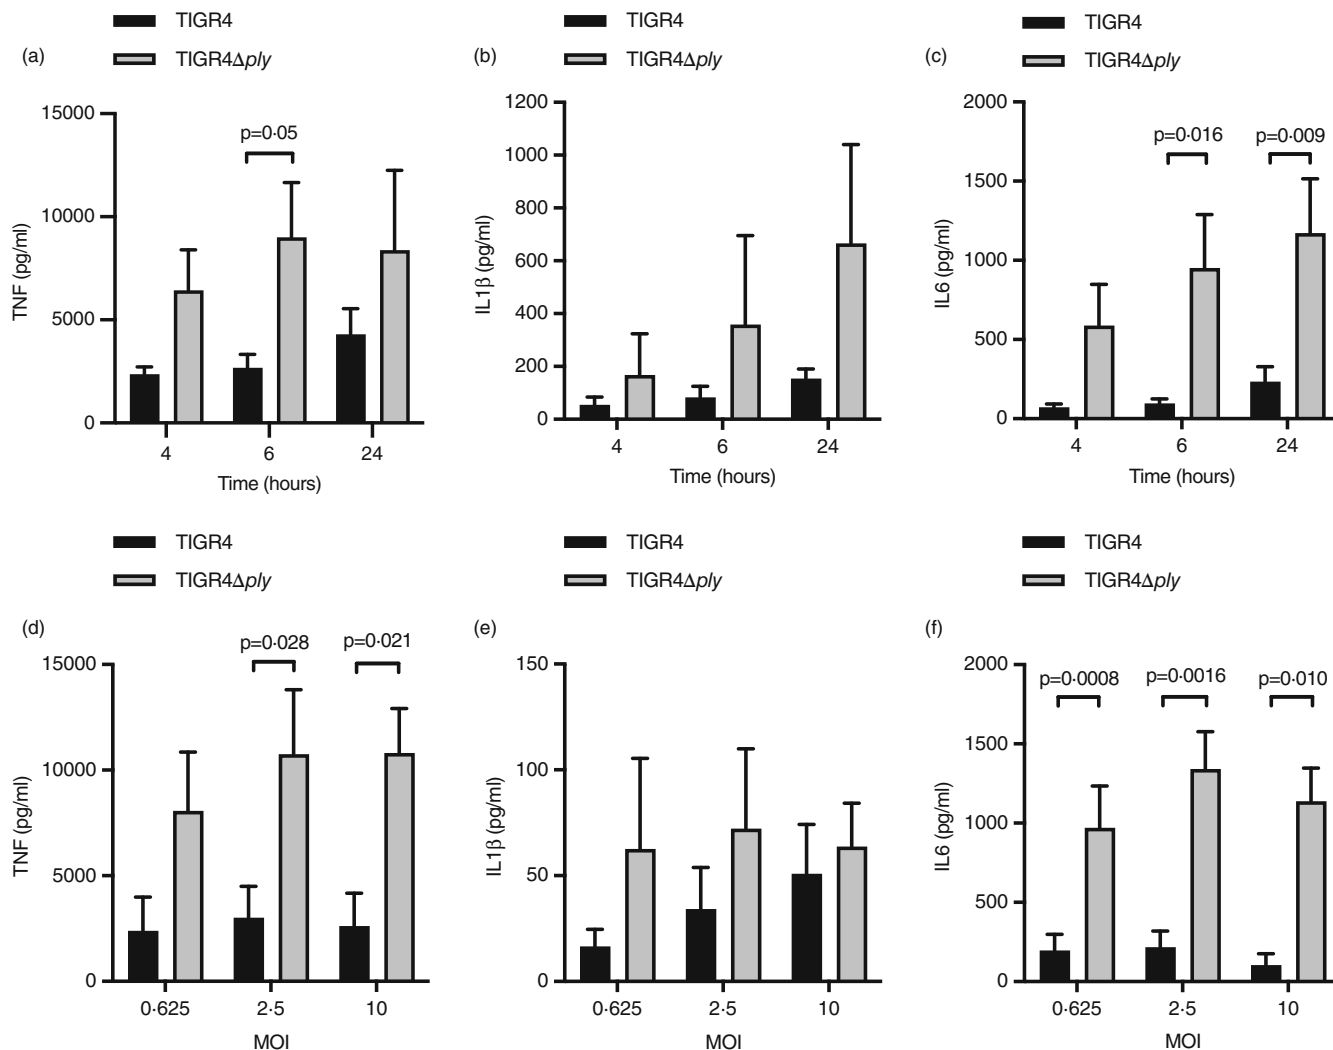 (a)
TIGR4
TIGR4Δply
TNF (pg/ml)
15000
10000
5000
0
p=0·05
4
6
24
Time (hours)
(b)
TIGR4
TIGR4Δply
IL1β (pg/ml)
1200
1000
800
600
400
200
0
4
6
24
Time (hours)
(c)
TIGR4
TIGR4Δply
IL6 (pg/ml)
2000
1500
1000
500
0
p=0·016
p=0·009
4
6
24
Time (hours)
(d)
TIGR4
TIGR4Δply
TNF (pg/ml)
15000
10000
5000
0
p=0·028
p=0·021
0·625
2·5
10
MOI
(e)
TIGR4
TIGR4Δply
IL1β (pg/ml)
150
100
50
0
0·625
2·5
10
MOI
(f)
TIGR4
TIGR4Δply
IL6 (pg/ml)
2000
1500
1000
500
0
p=0·0008
p=0·0016
p=0·010
0·625
2·5
10
MOI